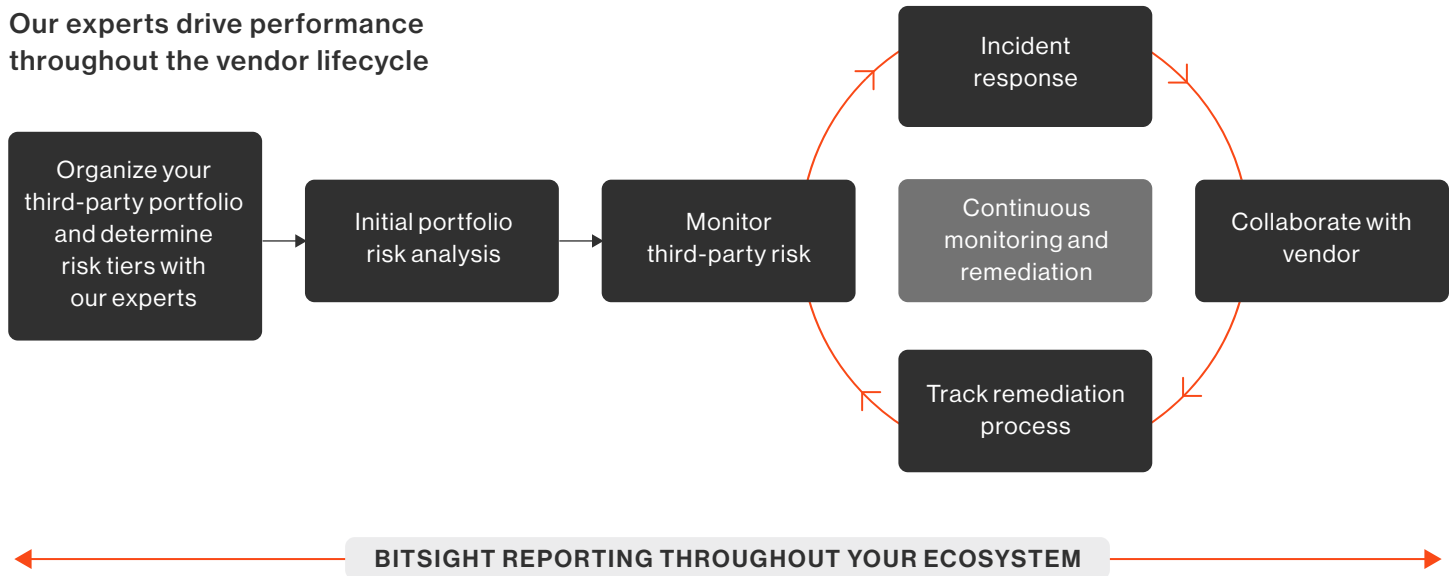 Our experts drive performance
throughout the vendor lifecycle
Organize your
third-party portfolio
and determine
risk tiers with
our experts
Initial portfolio
risk analysis
Monitor
third-party risk
Incident
response
Continuous
monitoring and
remediation
Collaborate with
vendor
Track remediation
process
BITSIGHT REPORTING THROUGHOUT YOUR ECOSYSTEM